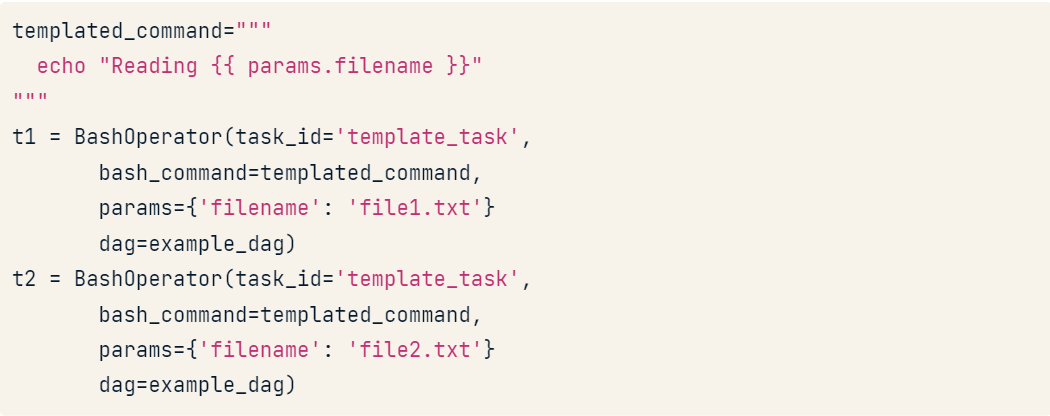 templated_command="""
  echo "Reading {{ params.filename }}"
"""
t1 = BashOperator(task_id='template_task',
       bash_command=templated_command,
       params={'filename': 'file1.txt'}
       dag=example_dag)
t2 = BashOperator(task_id='template_task',
       bash_command=templated_command,
       params={'filename': 'file2.txt'}
       dag=example_dag)